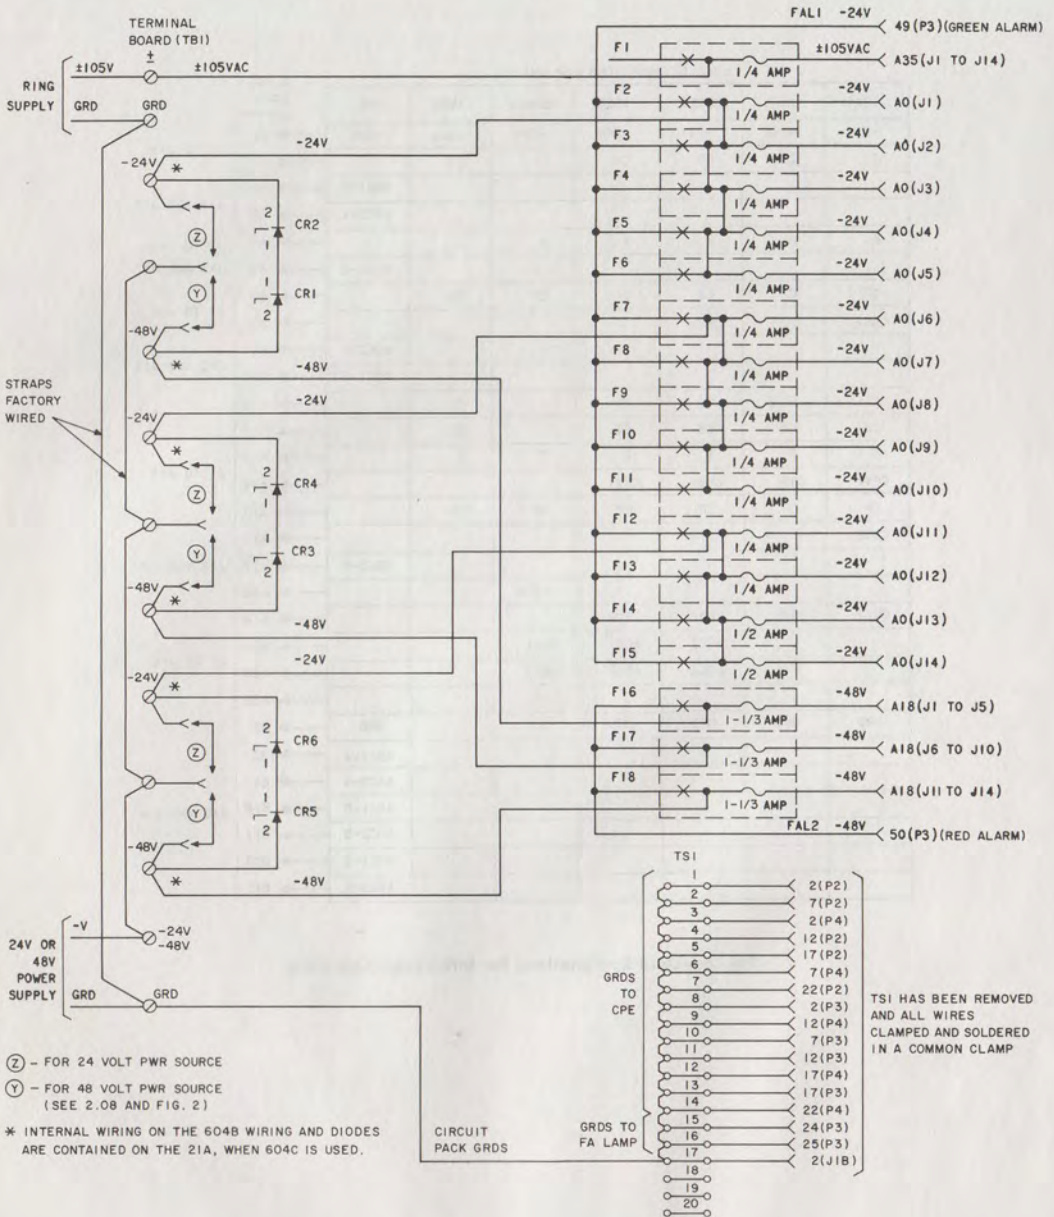 TERMINAL
BOARD (TB1)
±
RING
SUPPLY
±105V
±105VAC
GRD
GRD
-24V
-24V
*
2
CR2
1
Z
Y
1
CR1
2
-48V
*
-48V
STRAPS
FACTORY
WIRED
-24V
-24V
*
2
CR4
1
Z
Y
1
CR3
2
-48V
*
-48V
-24V
-24V
*
2
CR6
1
Z
Y
1
CR5
2
-48V
*
-48V
24V OR
48V
POWER
SUPPLY
-V
-24V
-48V
GRD
GRD
FAL1 -24V 49(P3)(GREEN ALARM)
F1 1/4 AMP ±105VAC A35(J1 TO J14)
F2 1/4 AMP -24V A0(J1)
F3 1/4 AMP -24V A0(J2)
F4 1/4 AMP -24V A0(J3)
F5 1/4 AMP -24V A0(J4)
F6 1/4 AMP -24V A0(J5)
F7 1/4 AMP -24V A0(J6)
F8 1/4 AMP -24V A0(J7)
F9 1/4 AMP -24V A0(J8)
F10 1/4 AMP -24V A0(J9)
F11 1/4 AMP -24V A0(J10)
F12 1/4 AMP -24V A0(J11)
F13 1/4 AMP -24V A0(J12)
F14 1/2 AMP -24V A0(J13)
F15 1/2 AMP -24V A0(J14)
F16 1-1/3 AMP -48V A18(J1 TO J5)
F17 1-1/3 AMP -48V A18(J6 TO J10)
F18 1-1/3 AMP -48V A18(J11 TO J14)
FAL2 -48V 50(P3)(RED ALARM)
TS1
1 2(P2)
2 7(P2)
3 2(P4)
4 12(P2)
5 17(P2)
6 7(P4)
7 22(P2)
8 2(P3)
9 12(P4)
10 7(P3)
11 12(P3)
12 17(P4)
13 17(P3)
14 22(P4)
15 24(P3)
16 25(P3)
17 2(J1B)
18
19
20
GRDS
TO
CPE
GRDS TO
FA LAMP
TS1 HAS BEEN REMOVED
AND ALL WIRES
CLAMPED AND SOLDERED
IN A COMMON CLAMP
CIRCUIT
PACK GRDS
Z – FOR 24 VOLT PWR SOURCE
Y – FOR 48 VOLT PWR SOURCE
(SEE 2.08 AND FIG. 2)
* INTERNAL WIRING ON THE 604B WIRING AND DIODES
ARE CONTAINED ON THE 21A, WHEN 604C IS USED.